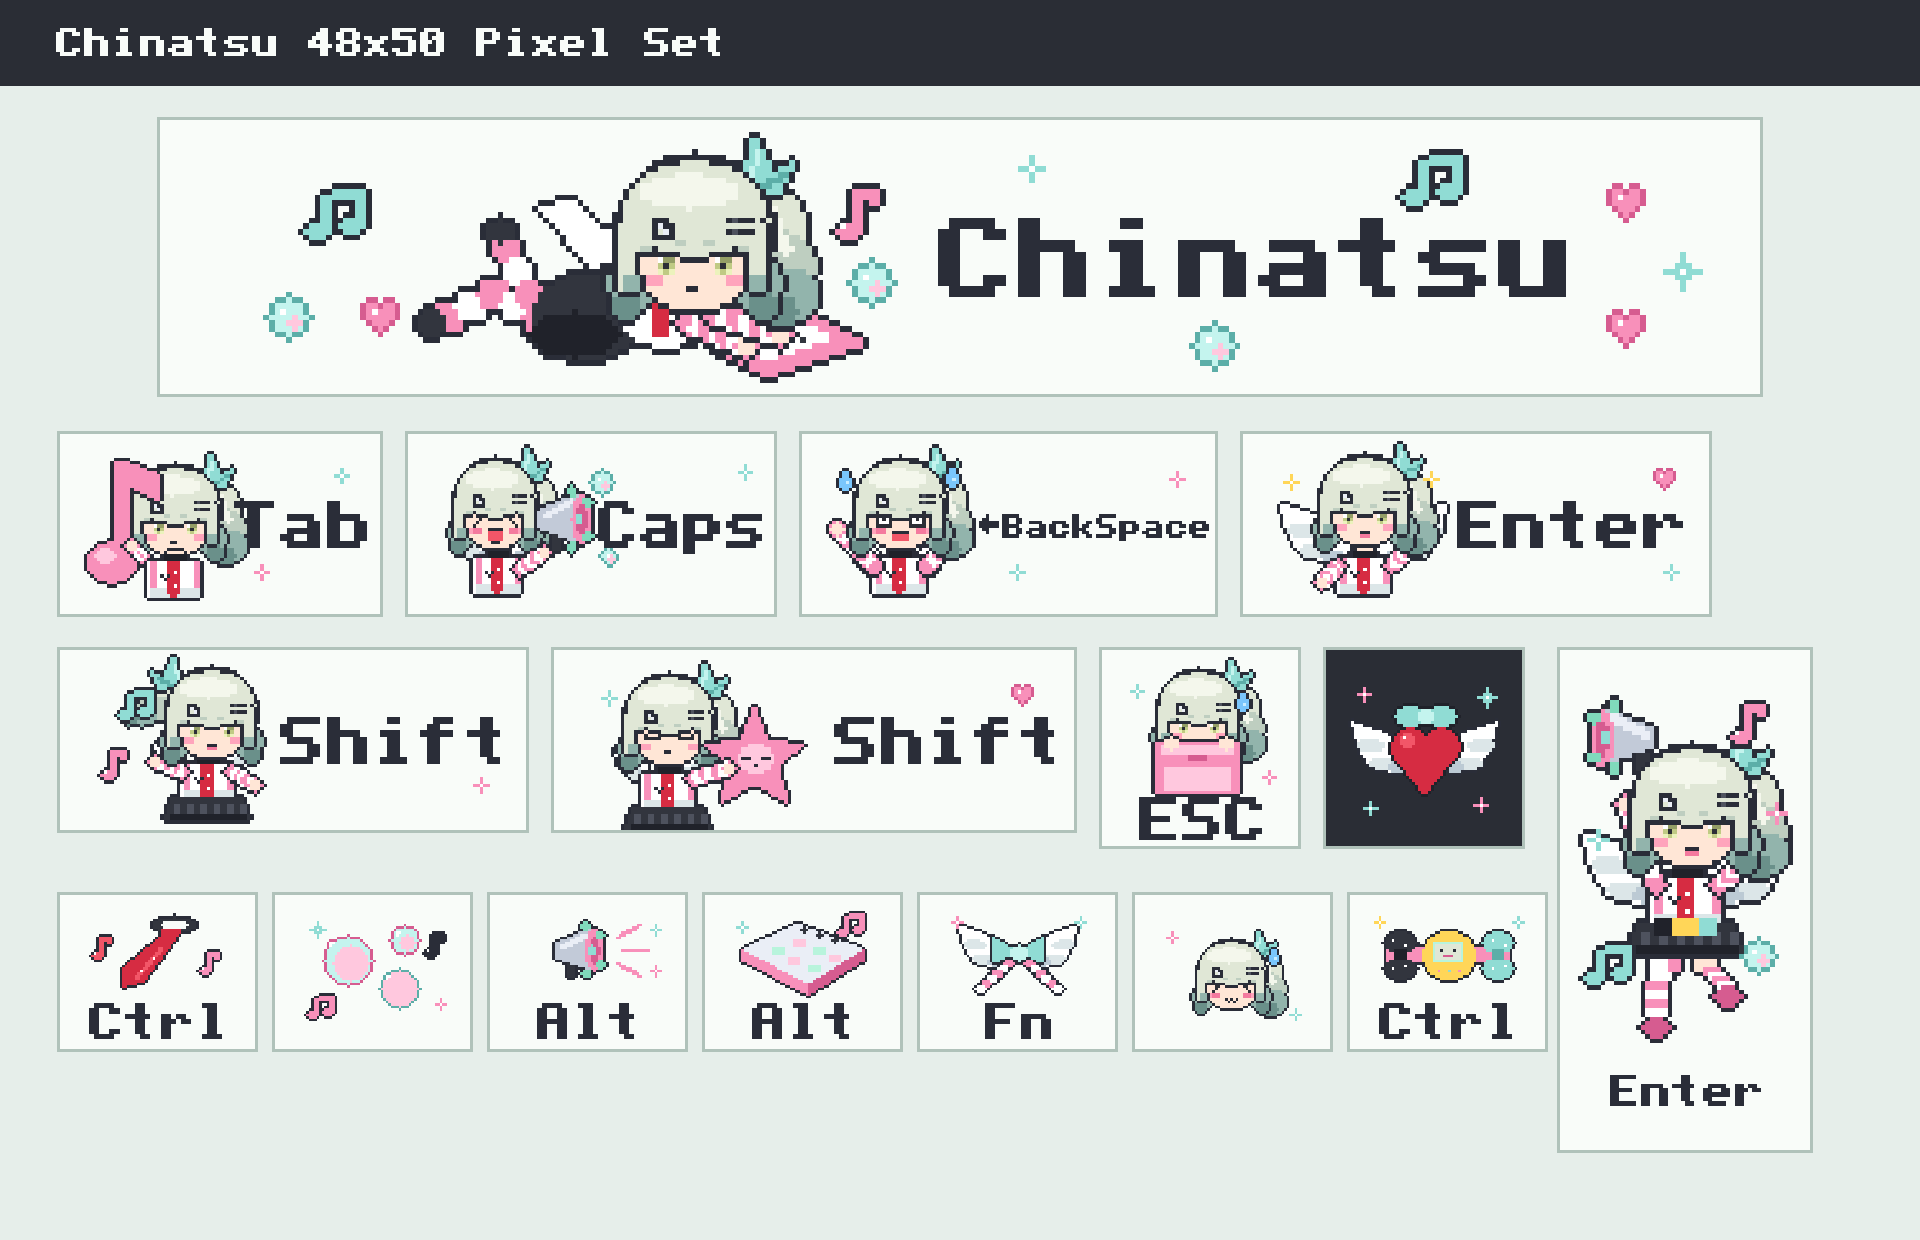 Chinatsu 48x50 Pixel Set
Chinatsu
Tab
Caps
←BackSpace
Enter
Shift
Shift
ESC
Ctrl
Alt
Alt
Fn
Ctrl
Enter